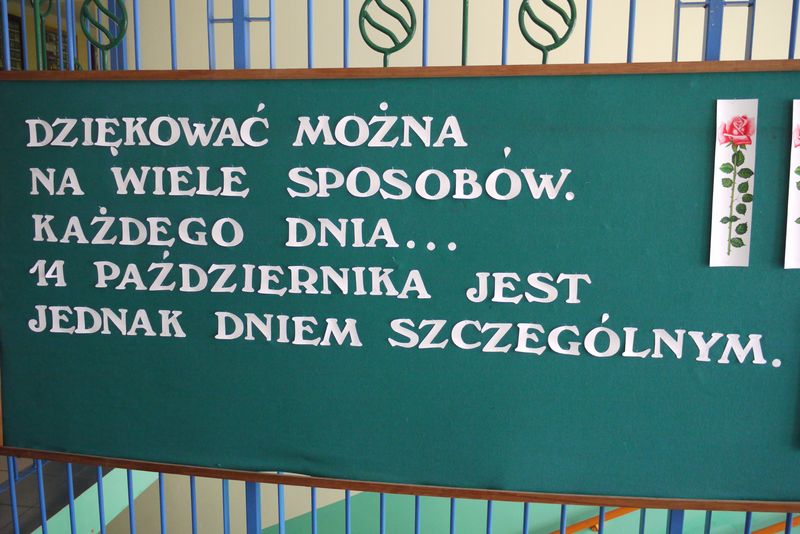 DZIĘKOWAĆ MOŻNA
NA WIELE SPOSOBÓW.
KAŻDEGO DNIA...
14 PAŹDZIERNIKA JEST
JEDNAK DNIEM SZCZEGÓLNYM.